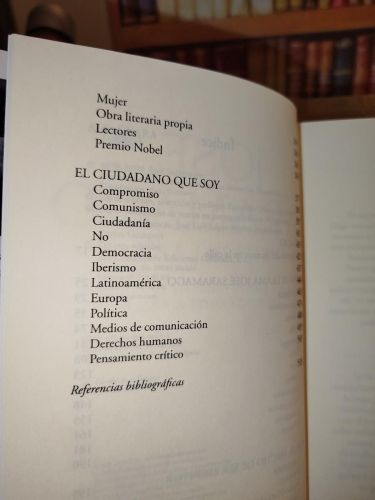 Mujer
Obra literaria propia
Lectores
Premio Nobel
EL CIUDADANO QUE SOY
Compromiso
Comunismo
Ciudadanía
No
Democracia
Iberismo
Latinoamérica
Europa
Política
Medios de comunicación
Derechos humanos
Pensamiento crítico
Referencias bibliográficas